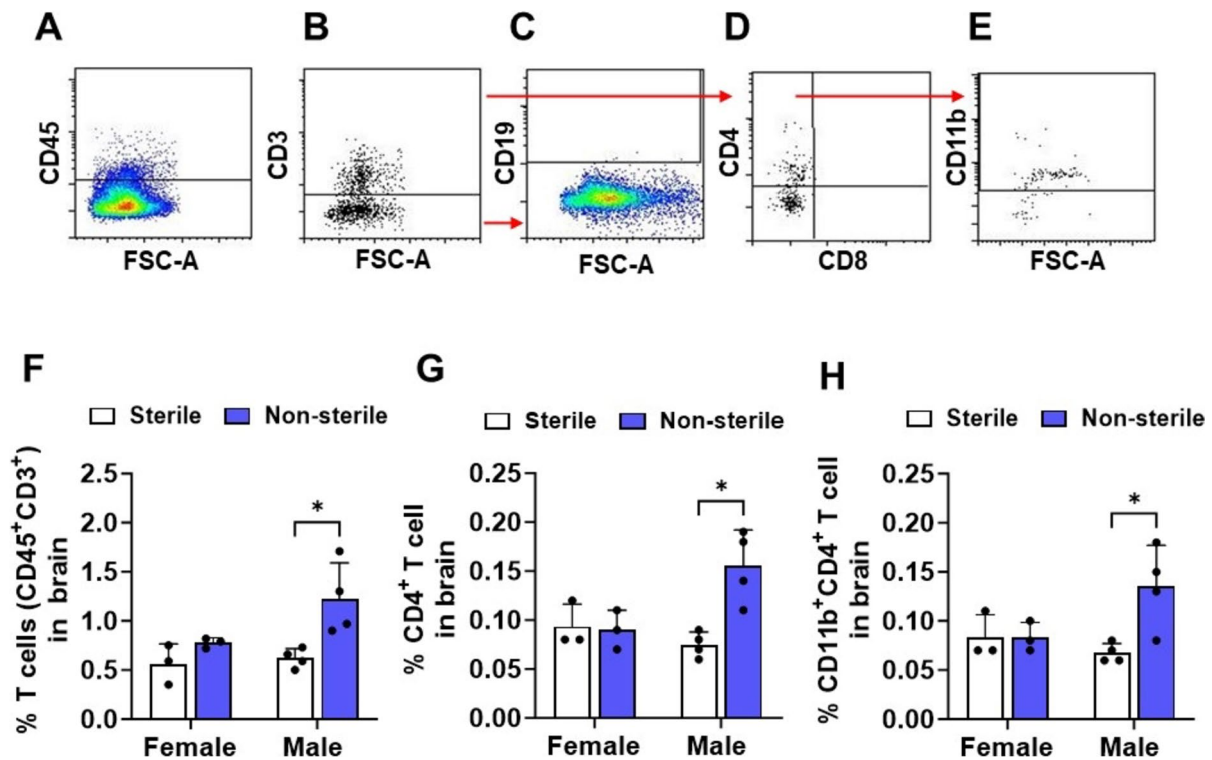 A
B
C
D
E
CD45
FSC-A
CD3
FSC-A
CD19
FSC-A
CD4
CD8
CD11b
FSC-A
F
Sterile Non-sterile
% T cells (CD45⁺CD3⁺)
in brain
2.5
2.0
1.5
1.0
0.5
0.0
*
Female Male
G
Sterile Non-sterile
% CD4⁺ T cell
in brain
0.25
0.20
0.15
0.10
0.05
0.00
*
Female Male
H
Sterile Non-sterile
% CD11b⁺CD4⁺ T cell
in brain
0.25
0.20
0.15
0.10
0.05
0.00
*
Female Male